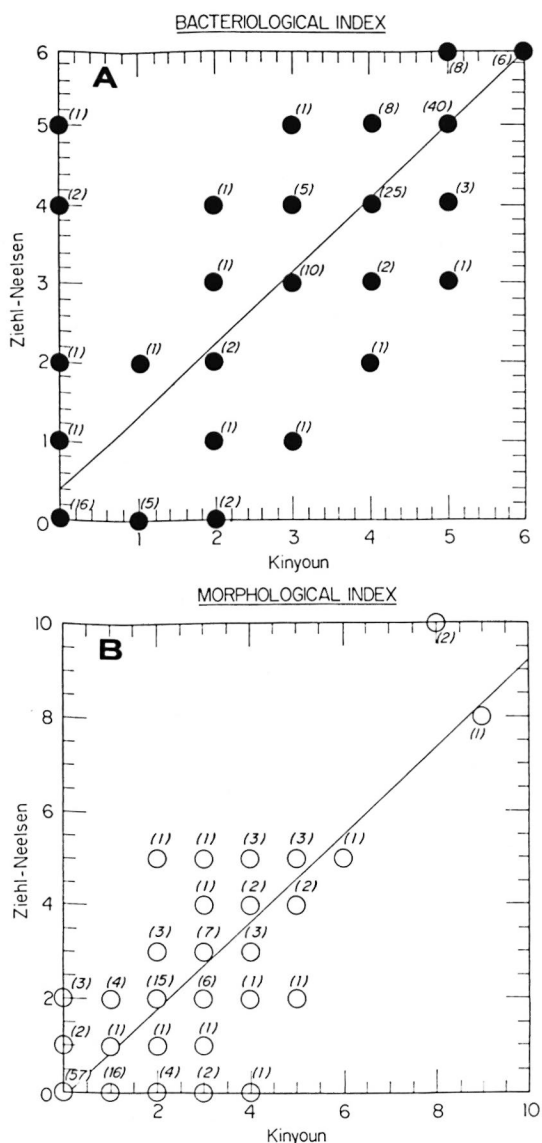 BACTERIOLOGICAL INDEX
A
6
(8)
(6)
(1)
(1)
(8)
(40)
5
(2)
(1)
(5)
(25)
(3)
4
(1)
(10)
(2)
(1)
3
Ziehl-Neelsen
(1)
(1)
(2)
(1)
2
(1)
(1)
(1)
1
(16)
(5)
(2)
0
1 2 3 4 5 6
Kinyoun
MORPHOLOGICAL INDEX
B
10
(2)
8
(1)
6
(1) (1) (3) (3) (1)
(1) (2) (2)
4
Ziehl-Neelsen
(3) (7) (3)
(3) (4) (15) (6) (1) (1)
2
(2) (1) (1) (1)
(57) (16) (4) (2) (1)
0
0 2 4 6 8 10
Kinyoun